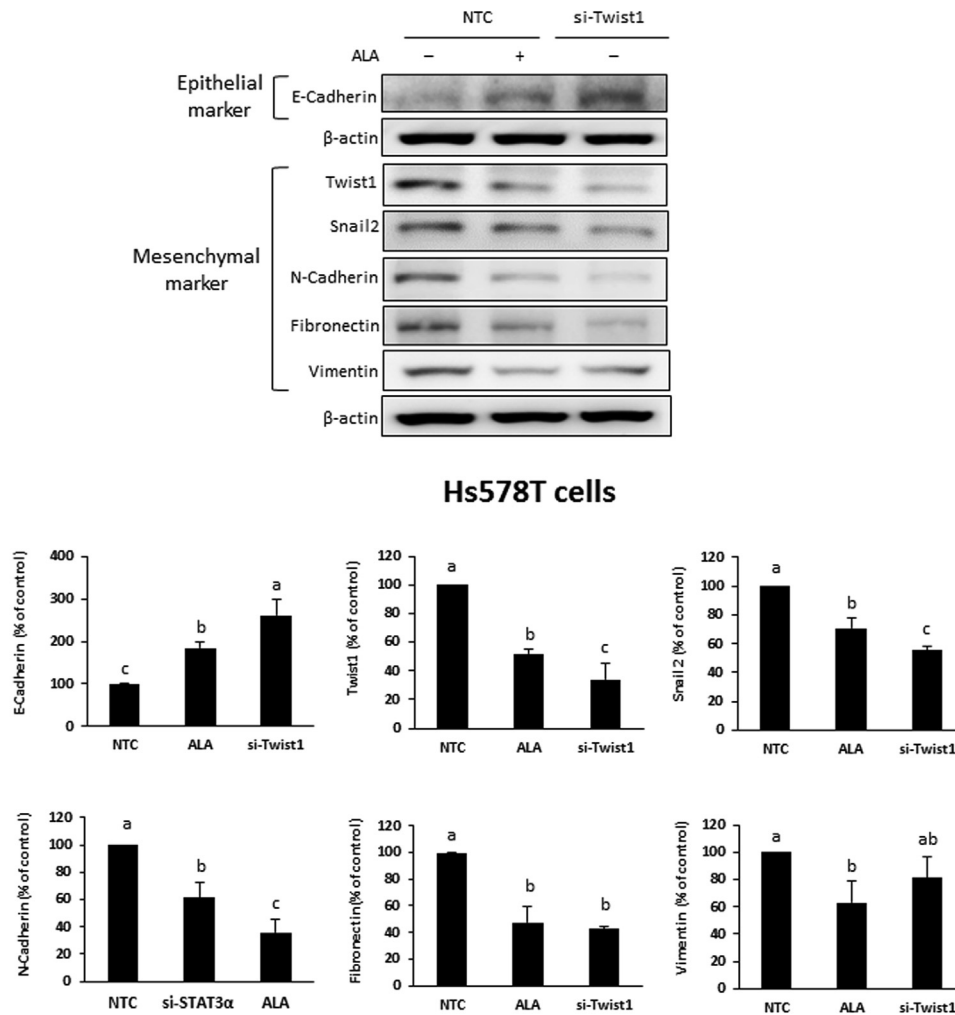 NTC si-Twist1
ALA – + –
Epithelial
marker
E-Cadherin
β-actin
Mesenchymal
marker
Twist1
Snail2
N-Cadherin
Fibronectin
Vimentin
β-actin
Hs578T cells
E-Cadherin (% of control)
400
300
200
100
0
c b a
NTC ALA si-Twist1
Twist1 (% of control)
120
100
80
60
40
20
0
a b c
NTC ALA si-Twist1
Snail 2 (% of control)
120
100
80
60
40
20
0
a b c
NTC ALA si-Twist1
N-Cadherin (% of control)
120
100
80
60
40
20
0
a b c
NTC si-STAT3α ALA
Fibronectin(% of control)
120
100
80
60
40
20
0
a b b
NTC ALA si-Twist1
Vimentin (% of control)
120
100
80
60
40
20
0
a b ab
NTC ALA si-Twist1